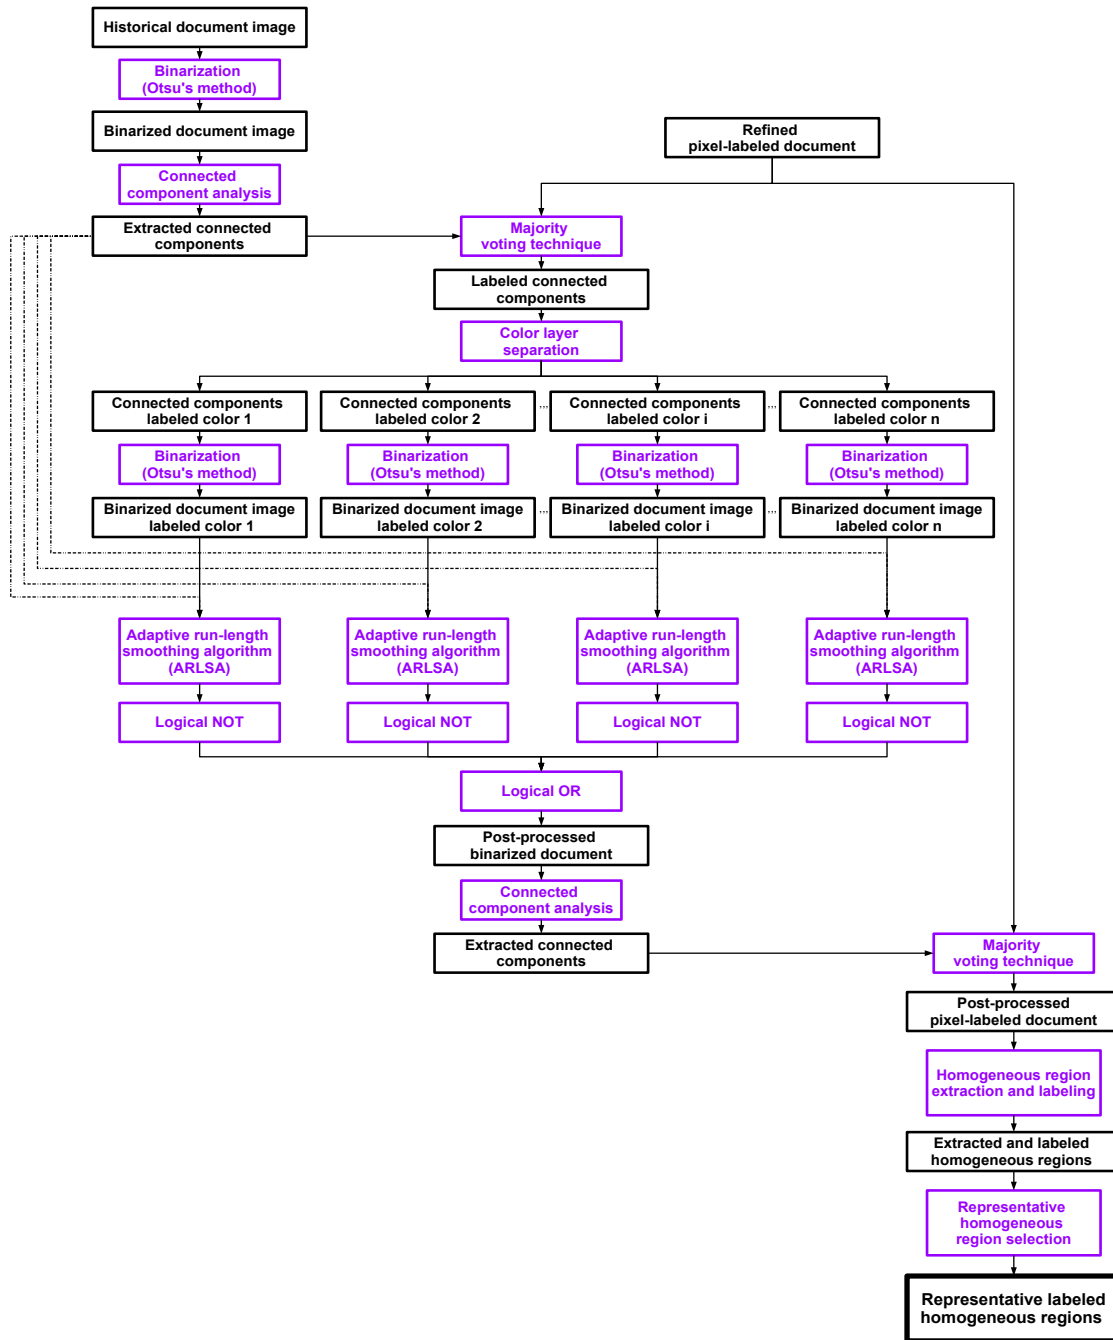 Historical document image
Binarization
(Otsu's method)
Binarized document image
Connected
component analysis
Extracted connected
components
Refined
pixel-labeled document
Majority
voting technique
Labeled connected
components
Color layer
separation
Connected components
labeled color 1
Connected components
labeled color 2
...
Connected components
labeled color i
...
Connected components
labeled color n
Binarization
(Otsu's method)
Binarization
(Otsu's method)
Binarization
(Otsu's method)
Binarization
(Otsu's method)
Binarized document image
labeled color 1
Binarized document image
labeled color 2
...
Binarized document image
labeled color i
...
Binarized document image
labeled color n
Adaptive run-length
smoothing algorithm
(ARLSA)
Adaptive run-length
smoothing algorithm
(ARLSA)
Adaptive run-length
smoothing algorithm
(ARLSA)
Adaptive run-length
smoothing algorithm
(ARLSA)
Logical NOT
Logical NOT
Logical NOT
Logical NOT
Logical OR
Post-processed
binarized document
Connected
component analysis
Extracted connected
components
Majority
voting technique
Post-processed
pixel-labeled document
Homogeneous region
extraction and labeling
Extracted and labeled
homogeneous regions
Representative
homogeneous
region selection
Representative labeled
homogeneous regions